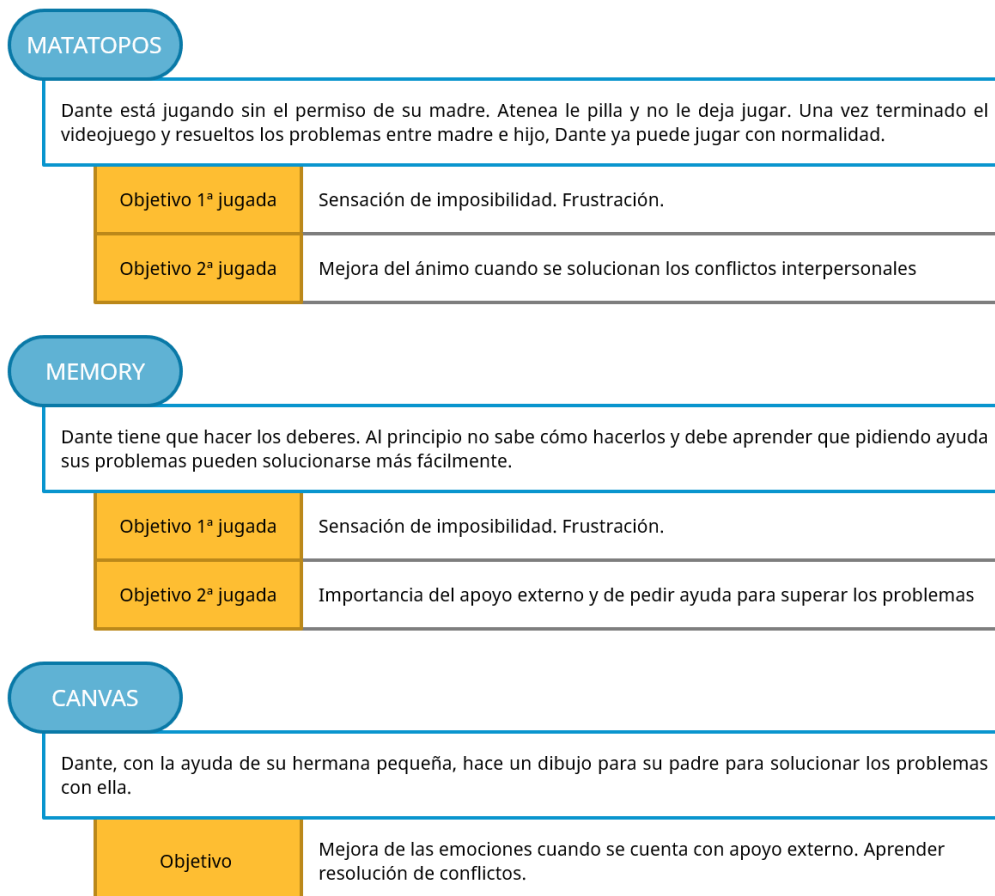 MATATOPOS
Dante está jugando sin el permiso de su madre. Atenea le pilla y no le deja jugar. Una vez terminado el
videojuego y resueltos los problemas entre madre e hijo, Dante ya puede jugar con normalidad.
Objetivo 1ª jugada
Sensación de imposibilidad. Frustración.
Objetivo 2ª jugada
Mejora del ánimo cuando se solucionan los conflictos interpersonales
MEMORY
Dante tiene que hacer los deberes. Al principio no sabe cómo hacerlos y debe aprender que pidiendo ayuda
sus problemas pueden solucionarse más fácilmente.
Objetivo 1ª jugada
Sensación de imposibilidad. Frustración.
Objetivo 2ª jugada
Importancia del apoyo externo y de pedir ayuda para superar los problemas
CANVAS
Dante, con la ayuda de su hermana pequeña, hace un dibujo para su padre para solucionar los problemas
con ella.
Objetivo
Mejora de las emociones cuando se cuenta con apoyo externo. Aprender
resolución de conflictos.